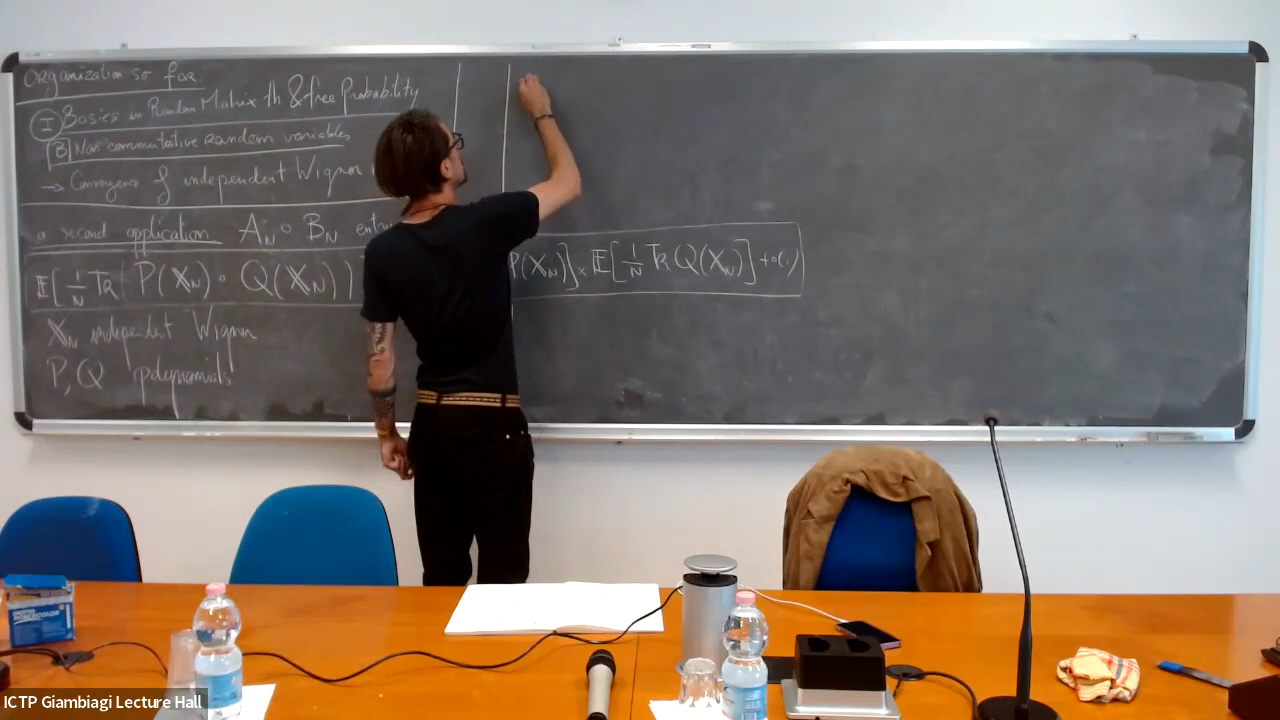 Organization so for
I Basics in Random Matrix th & free Probability
B Non commutative random variables
→ Convergence of independent Wigner
a second application A_N ∘ B_N entry
𝔼[1/N Tr( P(𝕏_N) ∘ Q(𝕏_N) ) P(𝕏_N)] × 𝔼[1/N Tr Q(𝕏_N)] + o(1)
𝕏_N independent Wigner
P, Q polynomials
ICTP Giambiagi Lecture Hall